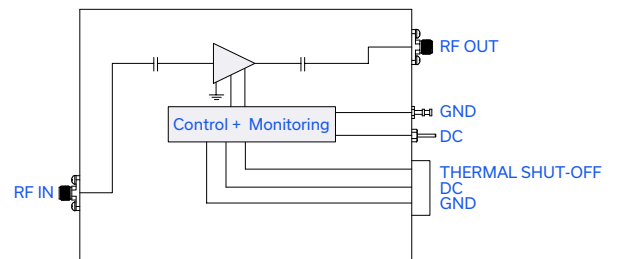 RF OUT
GND
Control + Monitoring
DC
THERMAL SHUT-OFF
RF IN
DC
GND